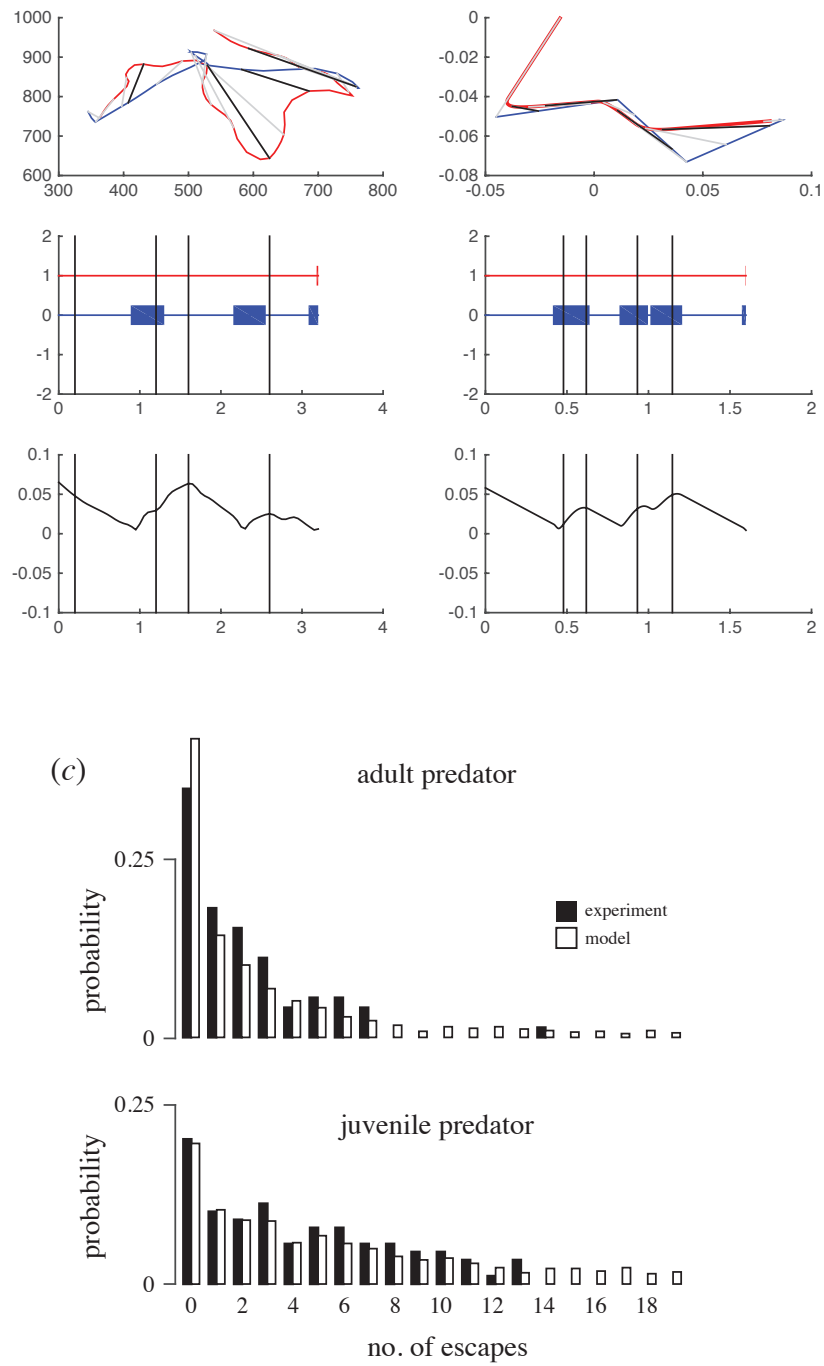 1000
900
800
700
600
300 400 500 600 700 800
0
-0.02
-0.04
-0.06
-0.08
-0.05 0 0.05 0.1
2
1
0
-1
-2
0 1 2 3 4
2
1
0
-1
-2
0 0.5 1 1.5 2
0.1
0.05
0
-0.05
-0.1
0 1 2 3 4
0.1
0.05
0
-0.05
-0.1
0 0.5 1 1.5 2
(c)
adult predator
0.25
probability
0
experiment
model
juvenile predator
0.25
probability
0
0 2 4 6 8 10 12 14 16 18
no. of escapes